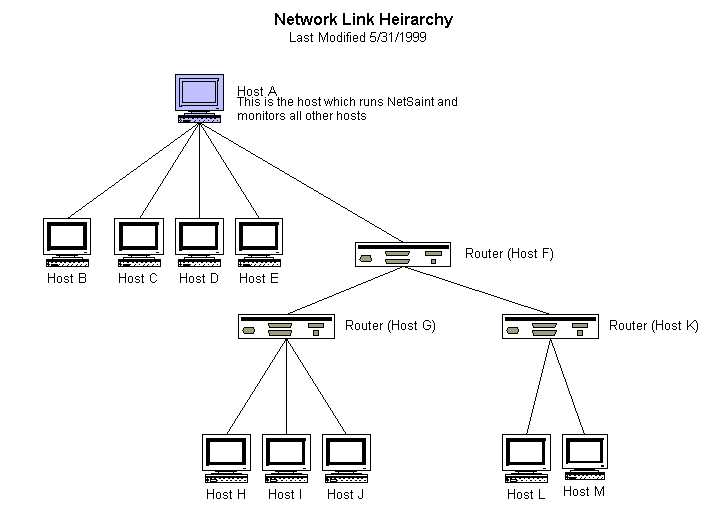 Network Link Heirarchy
Last Modified 5/31/1999
Host A
This is the host which runs NetSaint and
monitors all other hosts
Host B
Host C
Host D
Host E
Router (Host F)
Router (Host G)
Router (Host K)
Host H
Host I
Host J
Host L
Host M